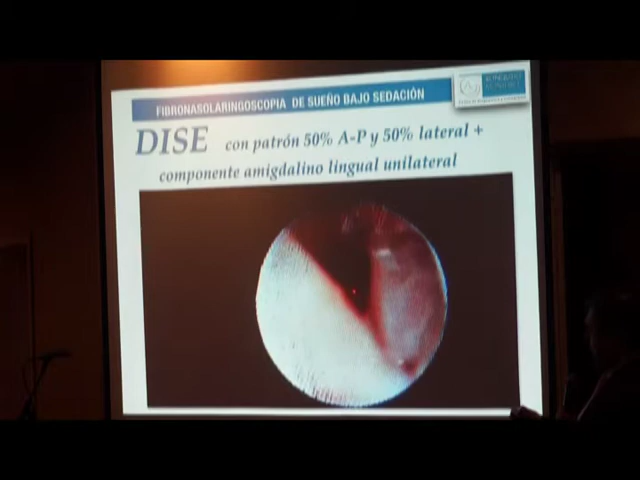 FIBRONASOLARINGOSCOPIA DE SUEÑO BAJO SEDACIÓN
DISE con patrón 50% A-P y 50% lateral +
componente amigdalino lingual unilateral